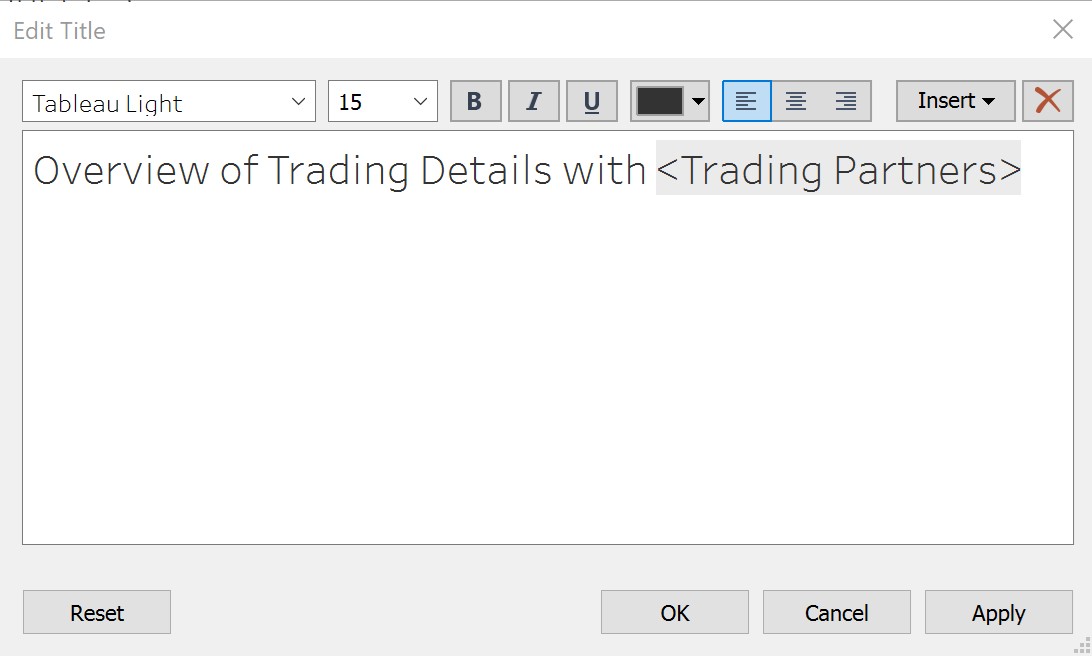 Edit Title
Tableau Light 15 B I U Insert
Overview of Trading Details with <Trading Partners>
Reset OK Cancel Apply